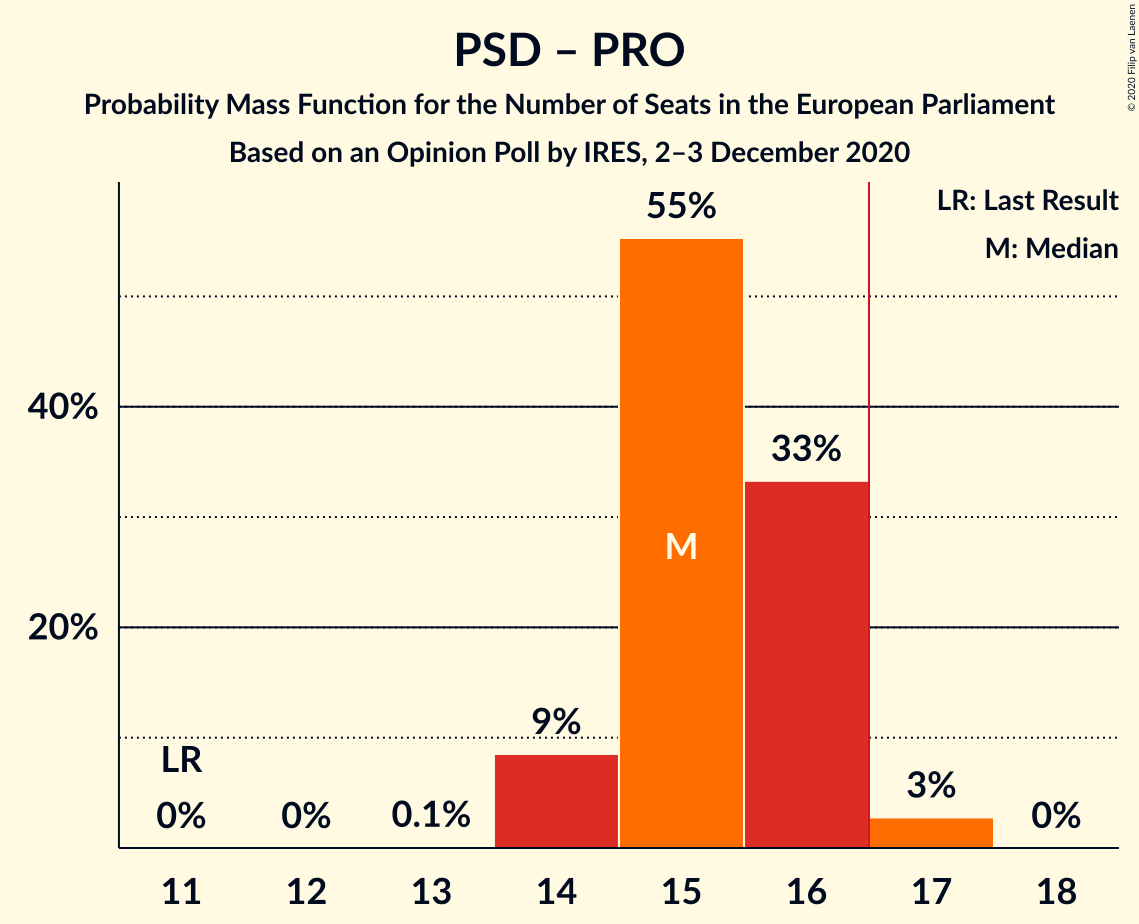 PSD – PRO
Probability Mass Function for the Number of Seats in the European Parliament
Based on an Opinion Poll by IRES, 2–3 December 2020
© 2020 Filip van Laenen
LR: Last Result
M: Median
55%
40%
33%
M
20%
9%
LR
3%
0%
0%
0.1%
0%
11
12
13
14
15
16
17
18